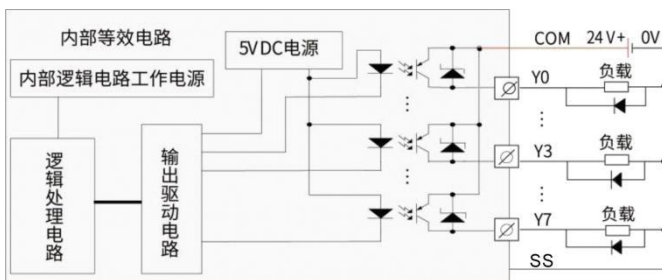 内部等效电路
5VDC电源
COM 24V+ 0V
内部逻辑电路工作电源
Y0 负载
逻辑处理电路
输出驱动电路
Y3 负载
Y7 负载
SS